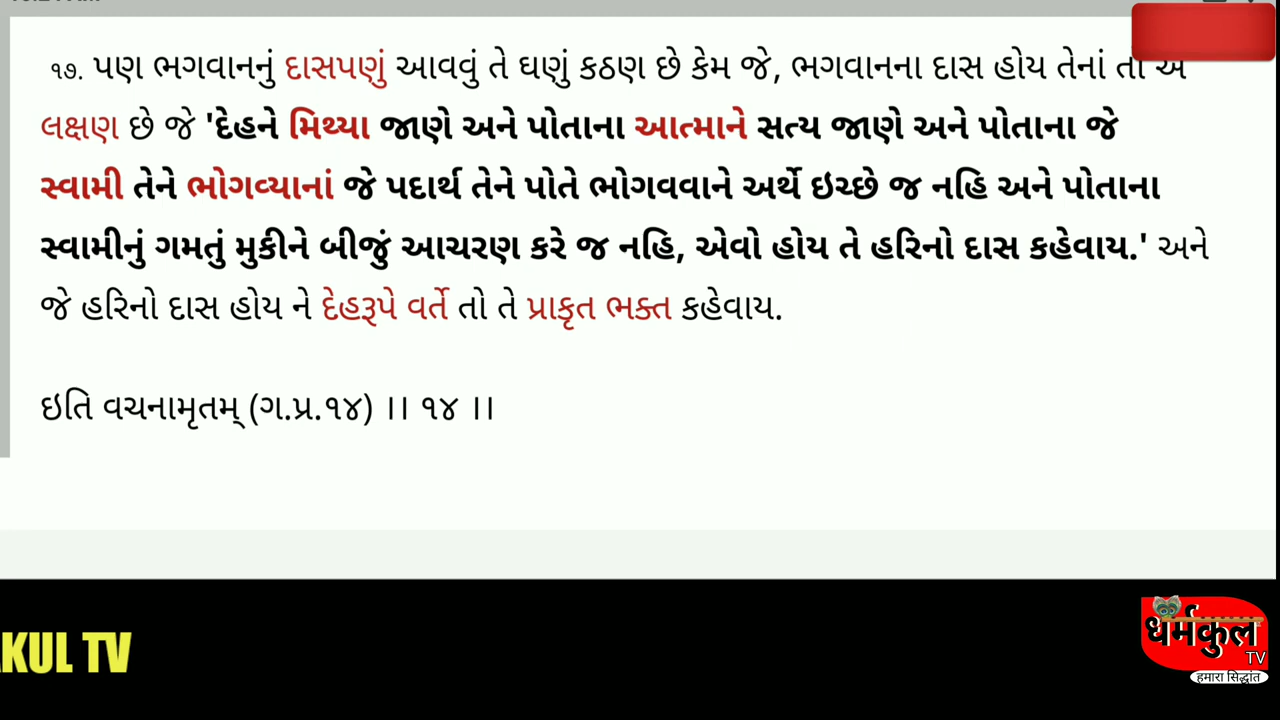 ૧૭. પણ ભગવાનનું દાસપણું આવવું તે ઘણું કઠણ છે કેમ જે, ભગવાનના દાસ હોય તેનાં તો એ
લક્ષણ છે જે 'દેહને મિથ્યા જાણે અને પોતાના આત્માને સત્ય જાણે અને પોતાના જે
સ્વામી તેને ભોગવ્યાનાં જે પદાર્થ તેને પોતે ભોગવવાને અર્થે ઇચ્છે જ નહિ અને પોતાના
સ્વામીનું ગમતું મુકીને બીજું આચરણ કરે જ નહિ, એવો હોય તે હરિનો દાસ કહેવાય.' અને
જે હરિનો દાસ હોય ને દેહરૂપે વર્તે તો તે પ્રાકૃત ભક્ત કહેવાય.
ઇતિ વચનામૃતમ્ (ગ.પ્ર.૧૪) ।। ૧૪ ।।
KUL TV
ધર્મકુલ
TV
हमारा सिद्धांत